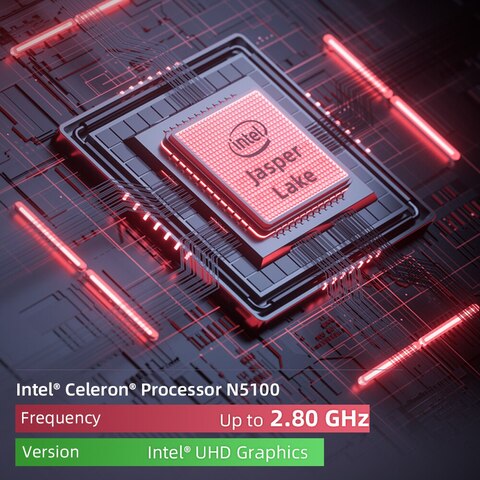 intel
Jasper
Lake
Intel® Celeron® Processor N5100
Frequency Up to 2.80 GHz
Version Intel® UHD Graphics